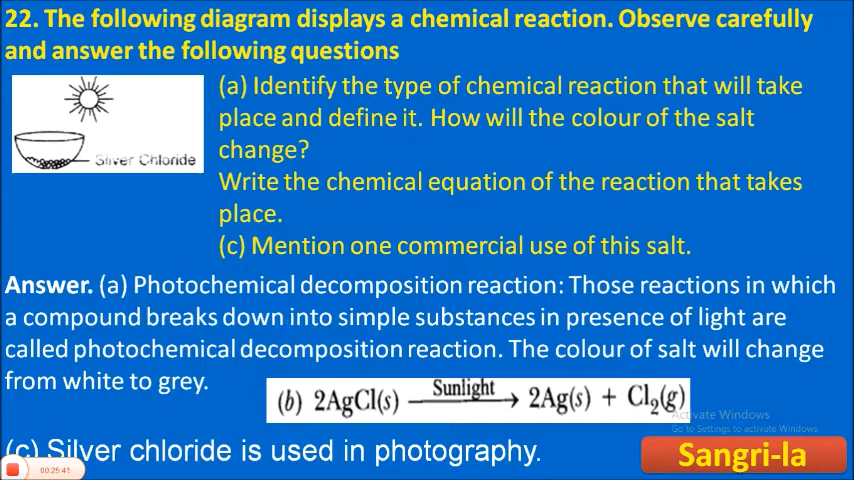 22. The following diagram displays a chemical reaction. Observe carefully
and answer the following questions
(a) Identify the type of chemical reaction that will take
place and define it. How will the colour of the salt
change?
Write the chemical equation of the reaction that takes
place.
(c) Mention one commercial use of this salt.
Silver Chloride
Answer. (a) Photochemical decomposition reaction: Those reactions in which
a compound breaks down into simple substances in presence of light are
called photochemical decomposition reaction. The colour of salt will change
from white to grey.
(b) 2AgCl(s) —Sunlight→ 2Ag(s) + Cl₂(g)
Activate Windows
Go to Settings to activate Windows.
(c) Silver chloride is used in photography.
00:25:41
Sangri-la